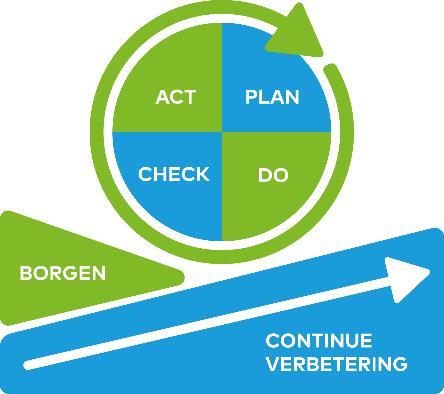 ACT
PLAN
CHECK
DO
BORGEN
CONTINUE
VERBETERING